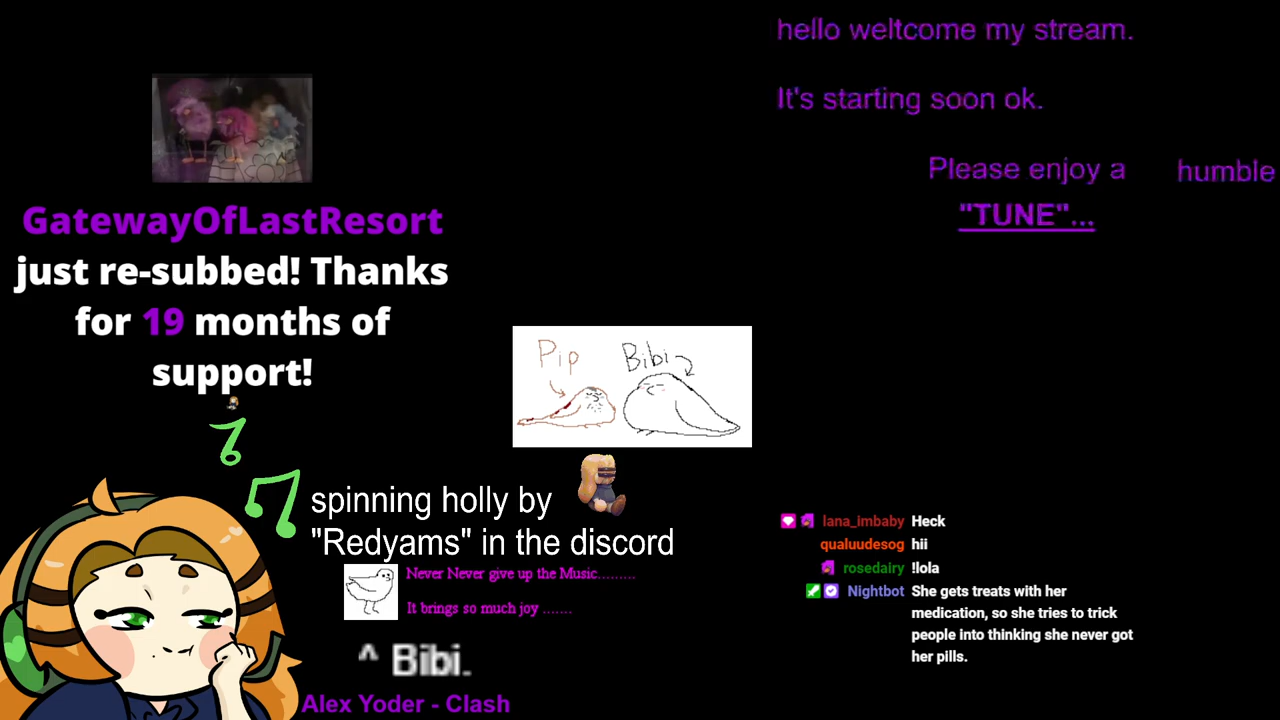 hello weltcome my stream.
It's starting soon ok.
Please enjoy a humble
"TUNE"...
GatewayOfLastResort
just re-subbed! Thanks
for 19 months of
support!
Pip
Bibi
spinning holly by
"Redyams" in the discord
Never Never give up the Music.........
It brings so much joy .......
^ Bibi.
Alex Yoder - Clash
lana_imbaby Heck
qualuudesog hii
rosedairy !lola
Nightbot She gets treats with her
medication, so she tries to trick
people into thinking she never got
her pills.